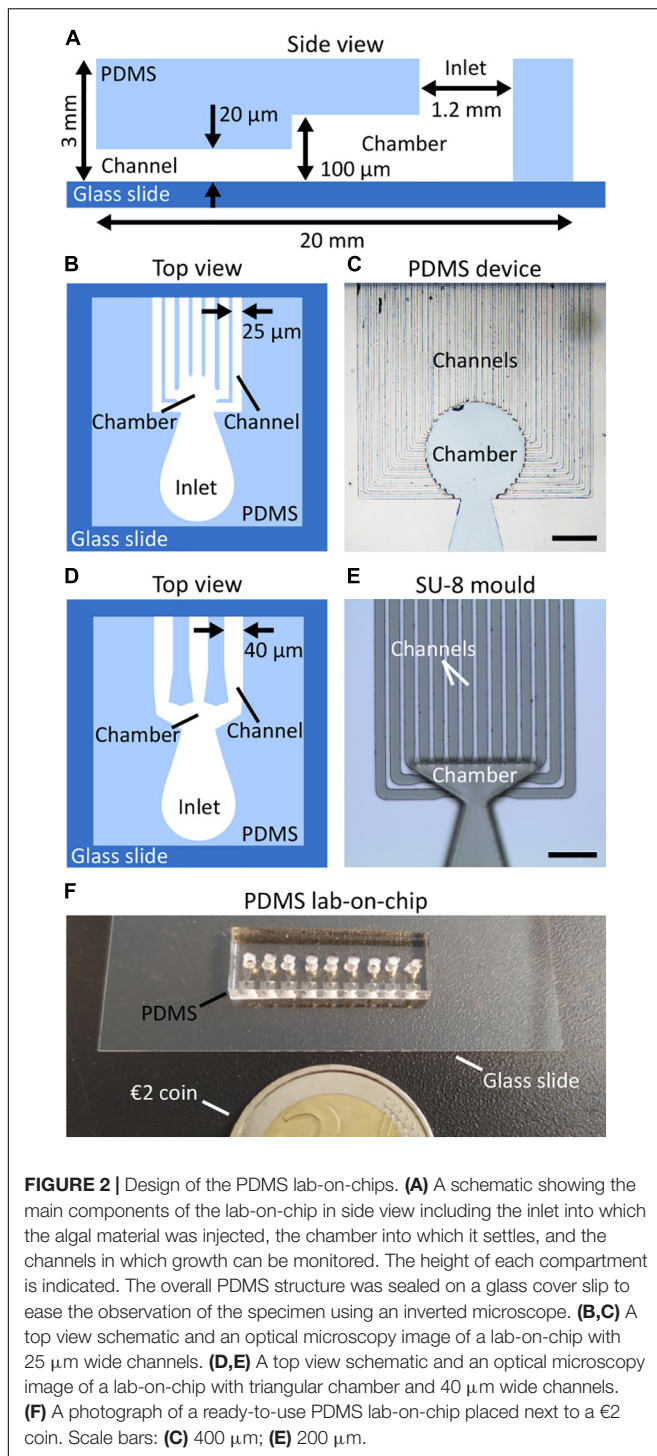 A
Side view
PDMS
Inlet
3 mm
20 µm
1.2 mm
Chamber
Channel
100 µm
Glass slide
20 mm
B
Top view
25 µm
Chamber
Channel
Inlet
PDMS
Glass slide
C
PDMS device
Channels
Chamber
D
Top view
40 µm
Chamber
Channel
Inlet
PDMS
Glass slide
E
SU-8 mould
Channels
Chamber
F
PDMS lab-on-chip
PDMS
Glass slide
€2 coin
FIGURE 2 | Design of the PDMS lab-on-chips. (A) A schematic showing the
main components of the lab-on-chip in side view including the inlet into which
the algal material was injected, the chamber into which it settles, and the
channels in which growth can be monitored. The height of each compartment
is indicated. The overall PDMS structure was sealed on a glass cover slip to
ease the observation of the specimen using an inverted microscope. (B,C) A
top view schematic and an optical microscopy image of a lab-on-chip with
25 µm wide channels. (D,E) A top view schematic and an optical microscopy
image of a lab-on-chip with triangular chamber and 40 µm wide channels.
(F) A photograph of a ready-to-use PDMS lab-on-chip placed next to a €2
coin. Scale bars: (C) 400 µm; (E) 200 µm.